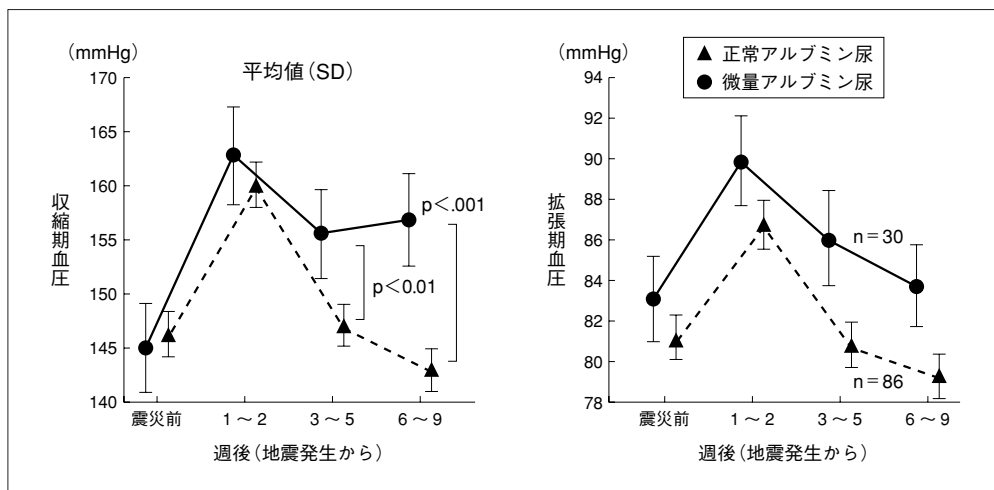 (mmHg)
平均値(SD)
170
165
160
155
150
145
140
収縮期血圧
p<.001
p<0.01
震災前 1〜2 3〜5 6〜9
週後(地震発生から)
(mmHg)
▲ 正常アルブミン尿
● 微量アルブミン尿
94
92
90
88
86
84
82
80
78
拡張期血圧
n=30
n=86
震災前 1〜2 3〜5 6〜9
週後(地震発生から)